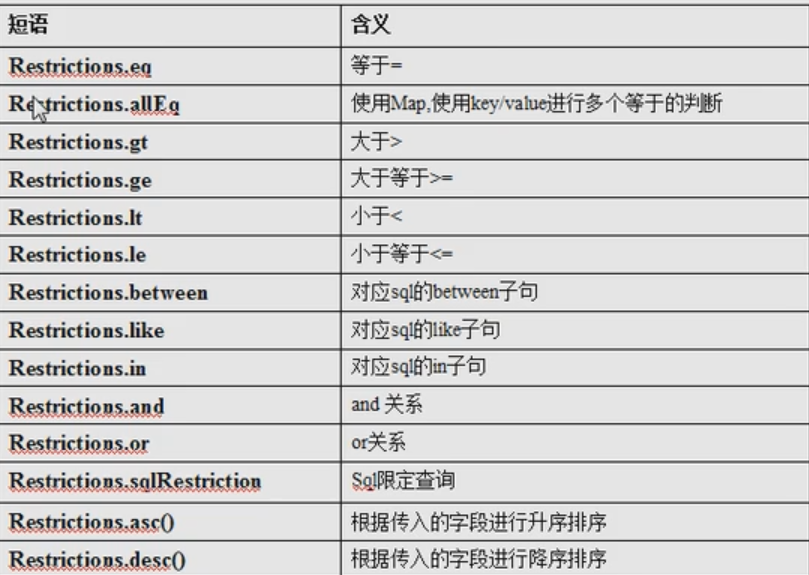 短语 含义
Restrictions.eq 等于=
Restrictions.allEq 使用Map,使用key/value进行多个等于的判断
Restrictions.gt 大于>
Restrictions.ge 大于等于>=
Restrictions.lt 小于<
Restrictions.le 小于等于<=
Restrictions.between 对应sql的between子句
Restrictions.like 对应sql的like子句
Restrictions.in 对应sql的in子句
Restrictions.and and 关系
Restrictions.or or关系
Restrictions.sqlRestriction Sql限定查询
Restrictions.asc() 根据传入的字段进行升序排序
Restrictions.desc() 根据传入的字段进行降序排序